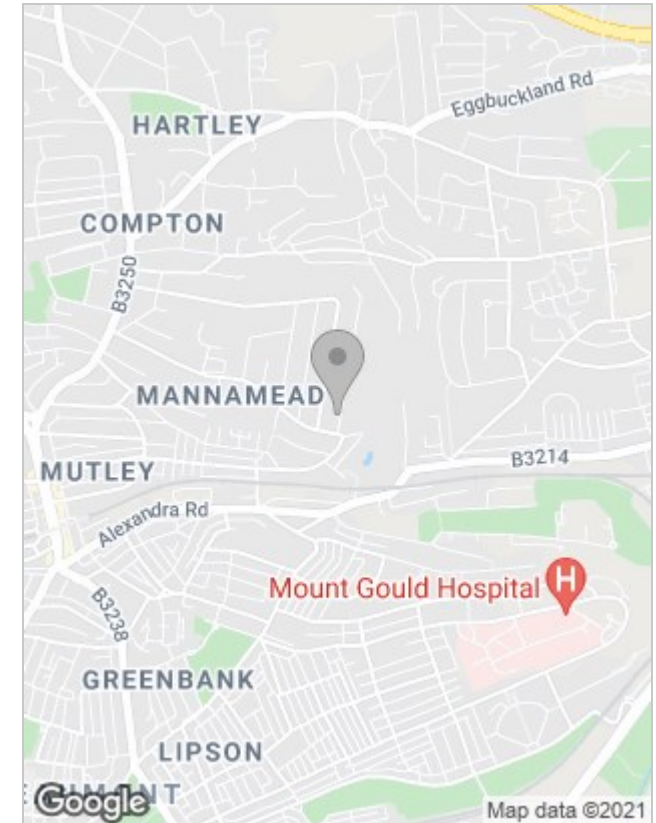 Eggbuckland Rd
HARTLEY
COMPTON
B3250
MANNAMEAD
B3214
MUTLEY
Alexandra Rd
Mount Gould Hospital H
B3238
GREENBANK
LIPSON
Google
Map data ©2021